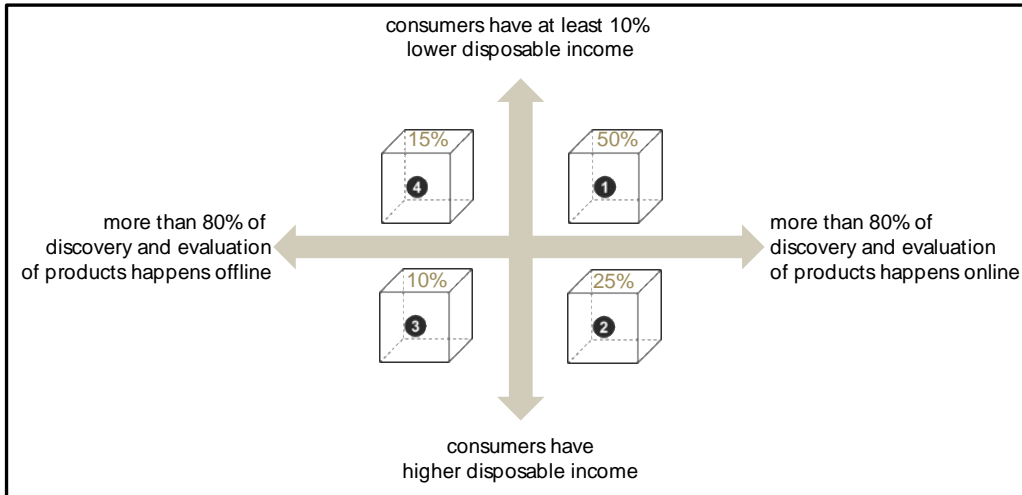 consumers have at least 10%
lower disposable income
15%
50%
4
1
more than 80% of
discovery and evaluation
of products happens offline
more than 80% of
discovery and evaluation
of products happens online
10%
25%
3
2
consumers have
higher disposable income